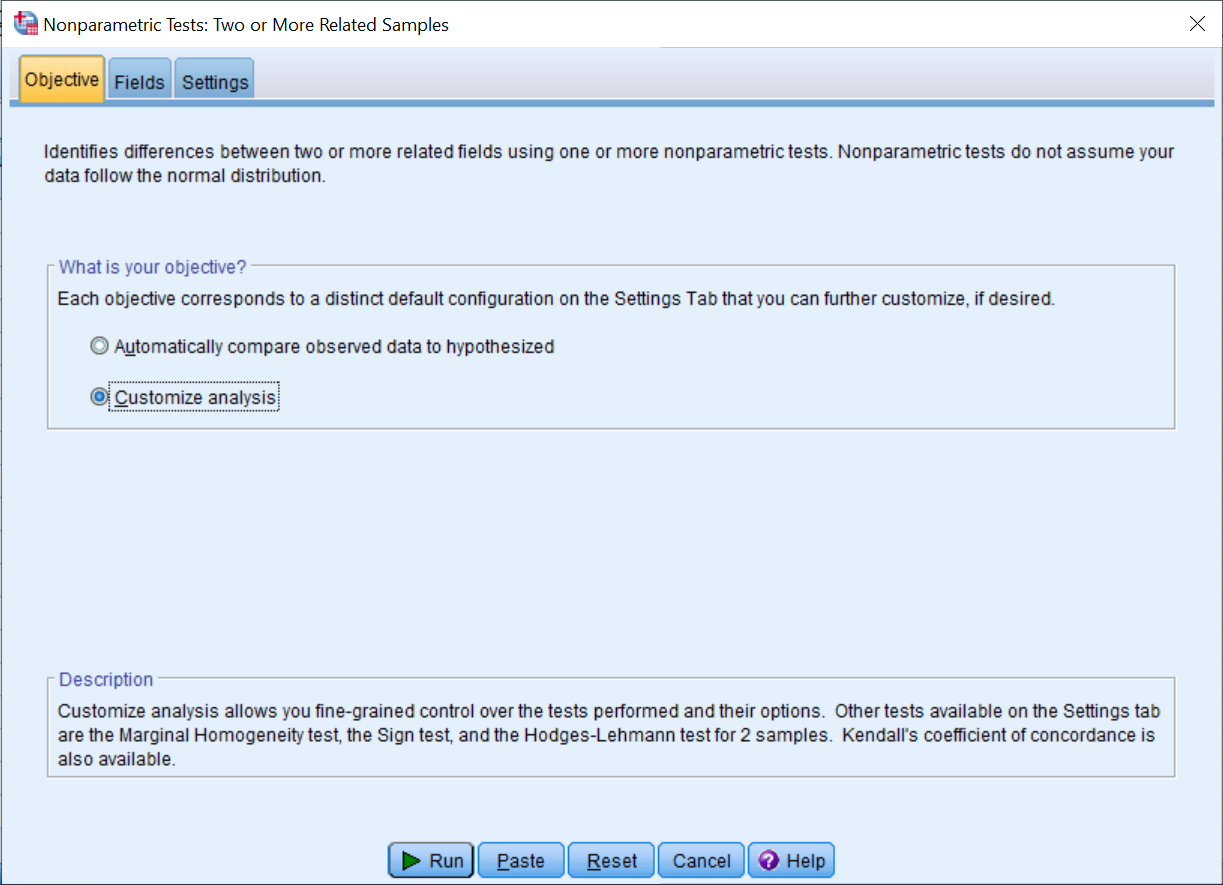 Nonparametric Tests: Two or More Related Samples
Objective Fields Settings
Identifies differences between two or more related fields using one or more nonparametric tests. Nonparametric tests do not assume your
data follow the normal distribution.
What is your objective?
Each objective corresponds to a distinct default configuration on the Settings Tab that you can further customize, if desired.
Automatically compare observed data to hypothesized
Customize analysis
Description
Customize analysis allows you fine-grained control over the tests performed and their options. Other tests available on the Settings tab
are the Marginal Homogeneity test, the Sign test, and the Hodges-Lehmann test for 2 samples. Kendall's coefficient of concordance is
also available.
Run Paste Reset Cancel ? Help